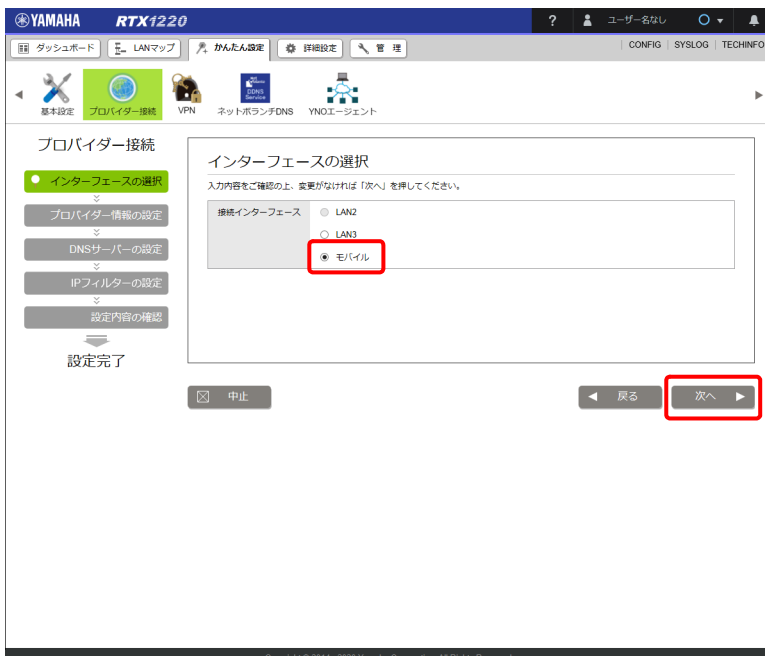 YAMAHA RTX1220 ? ユーザー名なし
ダッシュボード LANマップ かんたん設定 詳細設定 管 理 CONFIG SYSLOG TECHINFO
基本設定 プロバイダー接続 VPN ネットボランチDNS YNOエージェント
DDNS
Service
プロバイダー接続
インターフェースの選択
プロバイダー情報の設定
DNSサーバーの設定
IPフィルターの設定
設定内容の確認
設定完了
インターフェースの選択
入力内容をご確認の上、変更がなければ「次へ」を押してください。
接続インターフェース LAN2
LAN3
モバイル
中止 戻る 次へ